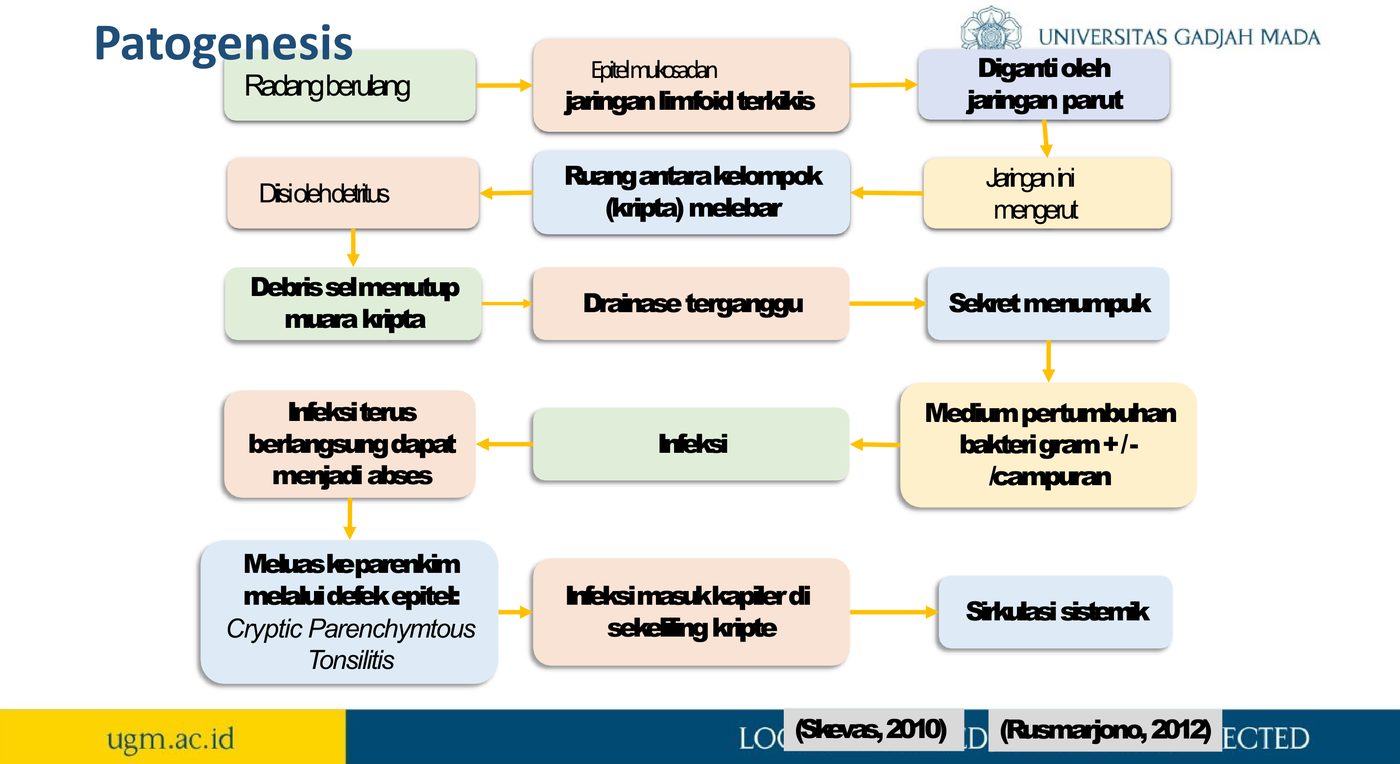 Patogenesis
UNIVERSITAS GADJAH MADA
Radang berulang
Epitel mukosa dan
jaringan limfoid terkikis
Diganti oleh
jaringan parut
Jaringan ini
mengerut
Ruang antara kelompok
(kripta) melebar
Diisi oleh detritus
Debris sel menutup
muara kripta
Drainase terganggu
Sekret menumpuk
Medium pertumbuhan
bakteri gram + / -
/campuran
Infeksi
Infeksi terus
berlangsung dapat
menjadi abses
Meluas ke parenkim
melalui defek epitel:
Cryptic Parenchymtous
Tonsilitis
Infeksi masuk kapiler di
sekeliling kripte
Sirkulasi sistemik
ugm.ac.id
(Skevas, 2010)
(Rusmarjono, 2012)